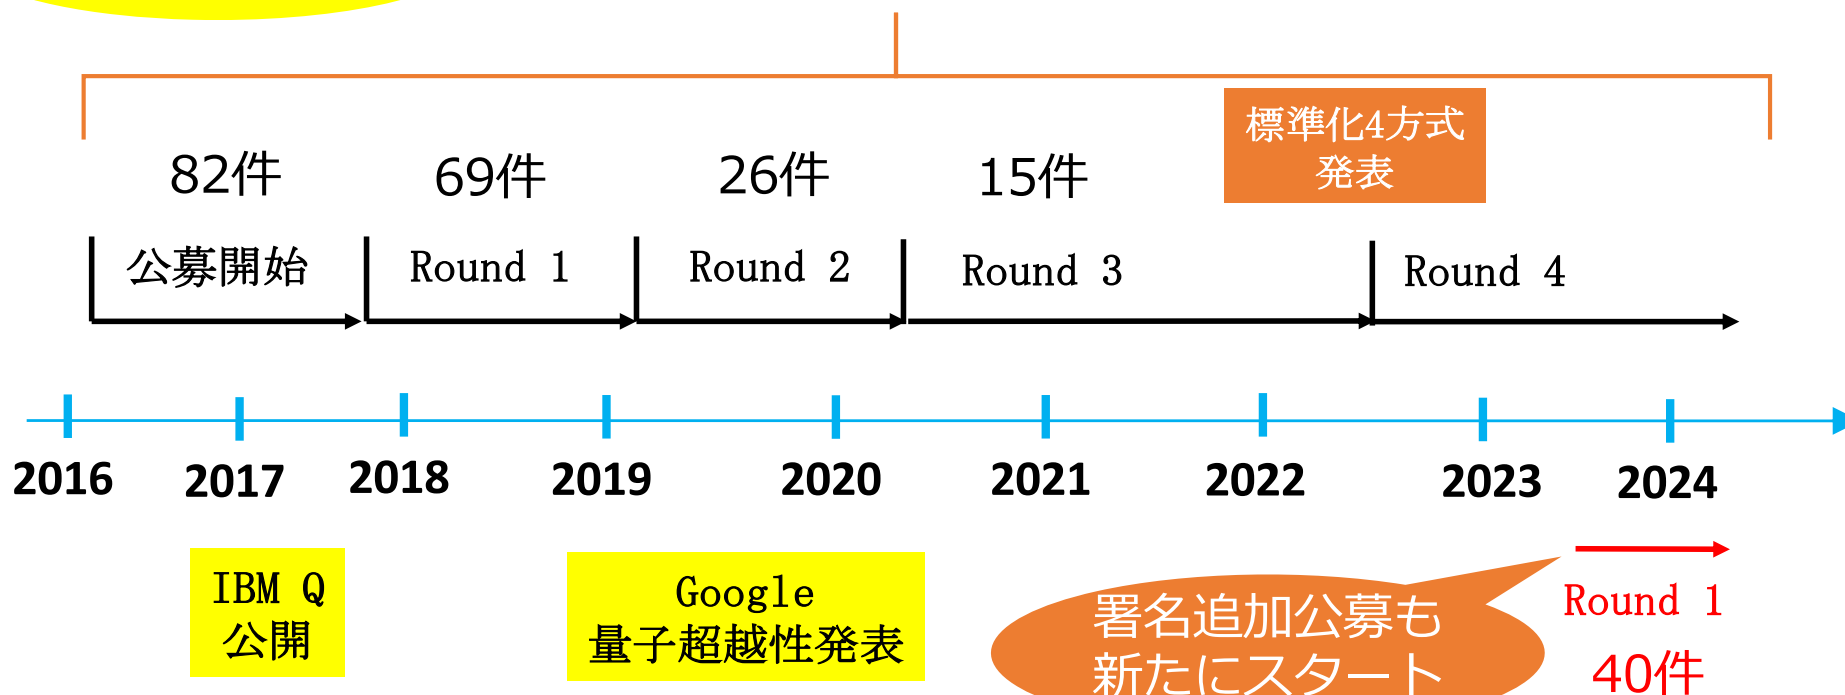 標準化4方式
発表
82件
69件
26件
15件
公募開始
Round 1
Round 2
Round 3
Round 4
2016
2017
2018
2019
2020
2021
2022
2023
2024
IBM Q
公開
Google
量子超越性発表
署名追加公募も
新たにスタート
Round 1
40件